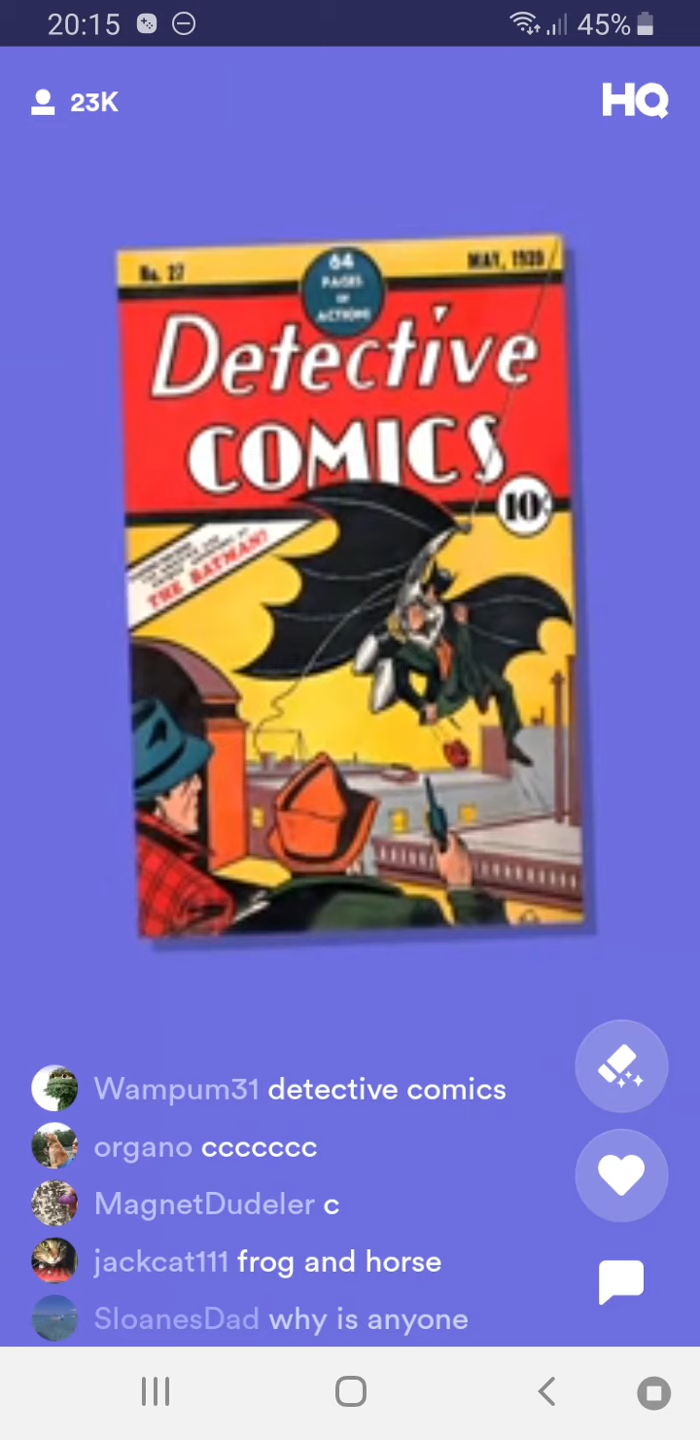 20:15
45%
23K
HQ
No. 27
64
PAGES
OF
ACTION!
MAY, 1939
Detective
COMICS
10¢
THE BATMAN!
Wampum31 detective comics
organo ccccccc
MagnetDudeler c
jackcat111 frog and horse
SloanesDad why is anyone